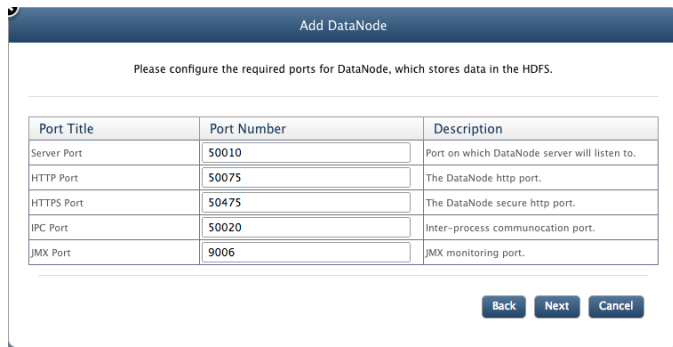 Add DataNode
Please configure the required ports for DataNode, which stores data in the HDFS.
Port Title Port Number Description
Server Port 50010 Port on which DataNode server will listen to.
HTTP Port 50075 The DataNode http port.
HTTPS Port 50475 The DataNode secure http port.
IPC Port 50020 Inter-process communocation port.
JMX Port 9006 JMX monitoring port.
Back Next Cancel